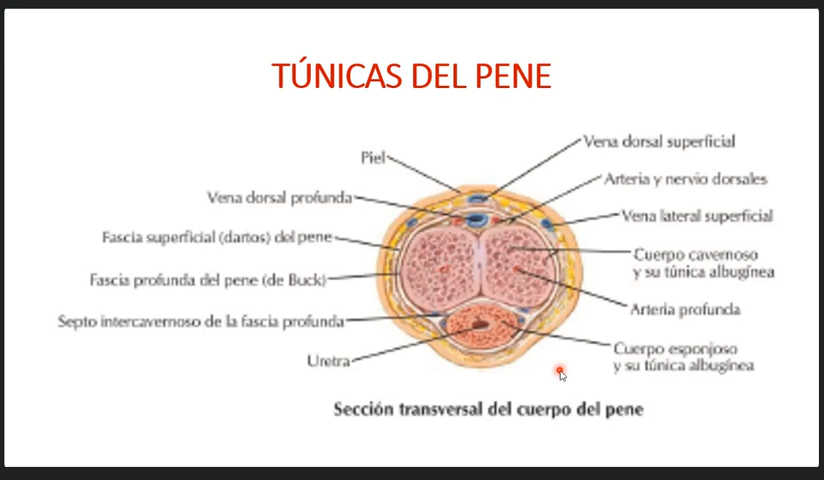 TÚNICAS DEL PENE
Vena dorsal superficial
Piel
Arteria y nervio dorsales
Vena dorsal profunda
Vena lateral superficial
Fascia superficial (dartos) del pene
Cuerpo cavernoso
y su túnica albugínea
Fascia profunda del pene (de Buck)
Arteria profunda
Septo intercavernoso de la fascia profunda
Cuerpo esponjoso
y su túnica albugínea
Uretra
Sección transversal del cuerpo del pene